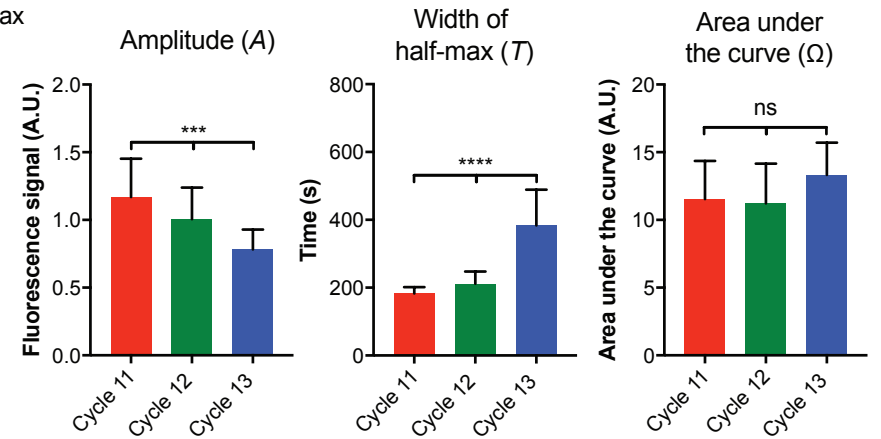 ax
Amplitude (A)
Fluorescence signal (A.U.)
2.0
1.5
1.0
0.5
0.0
***
Cycle 11
Cycle 12
Cycle 13
Width of
half-max (T)
Time (s)
800
600
400
200
0
****
Cycle 11
Cycle 12
Cycle 13
Area under
the curve (Ω)
Area under the curve (A.U.)
20
15
10
5
0
ns
Cycle 11
Cycle 12
Cycle 13